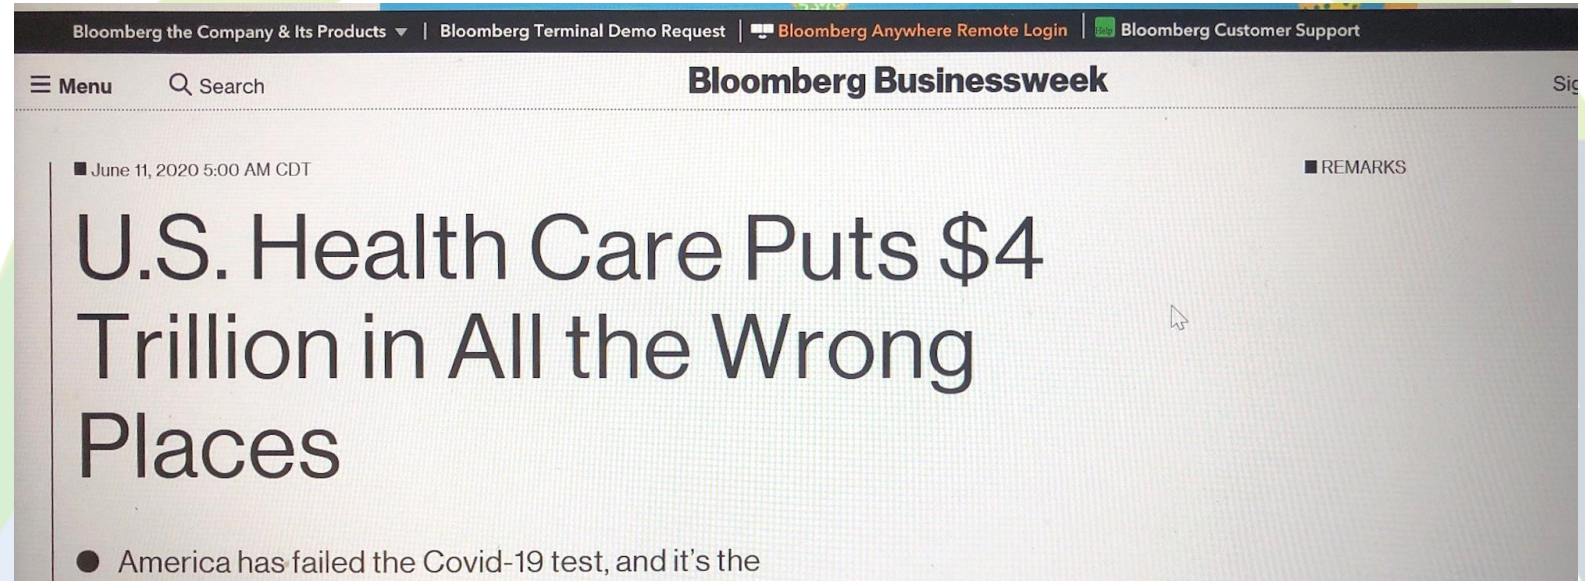 Bloomberg the Company & Its Products ▼ | Bloomberg Terminal Demo Request | Bloomberg Anywhere Remote Login | Bloomberg Customer Support
Menu Search Bloomberg Businessweek
June 11, 2020 5:00 AM CDT
REMARKS
U.S. Health Care Puts $4
Trillion in All the Wrong
Places
America has failed the Covid-19 test, and it's the